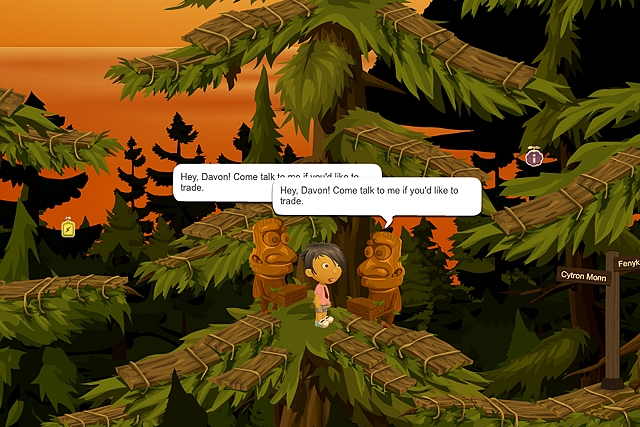 Hey, Davon! Come talk to me if you'd like to
trade.
Hey, Davon! Come talk to me if you'd like to
trade.
Fenyk
Cytron Monn